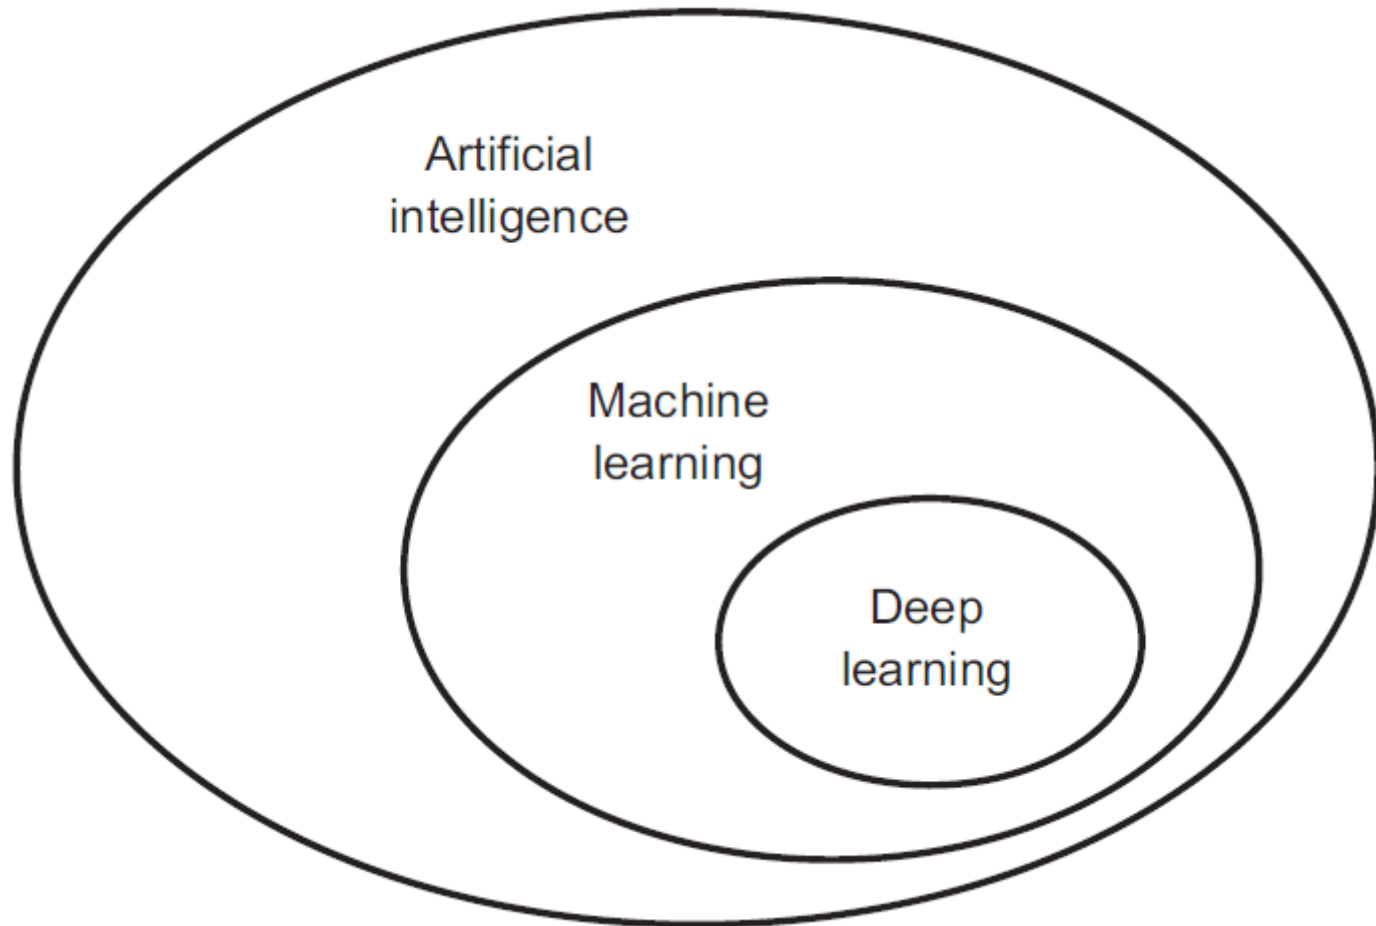 Artificial
intelligence
Machine
learning
Deep
learning